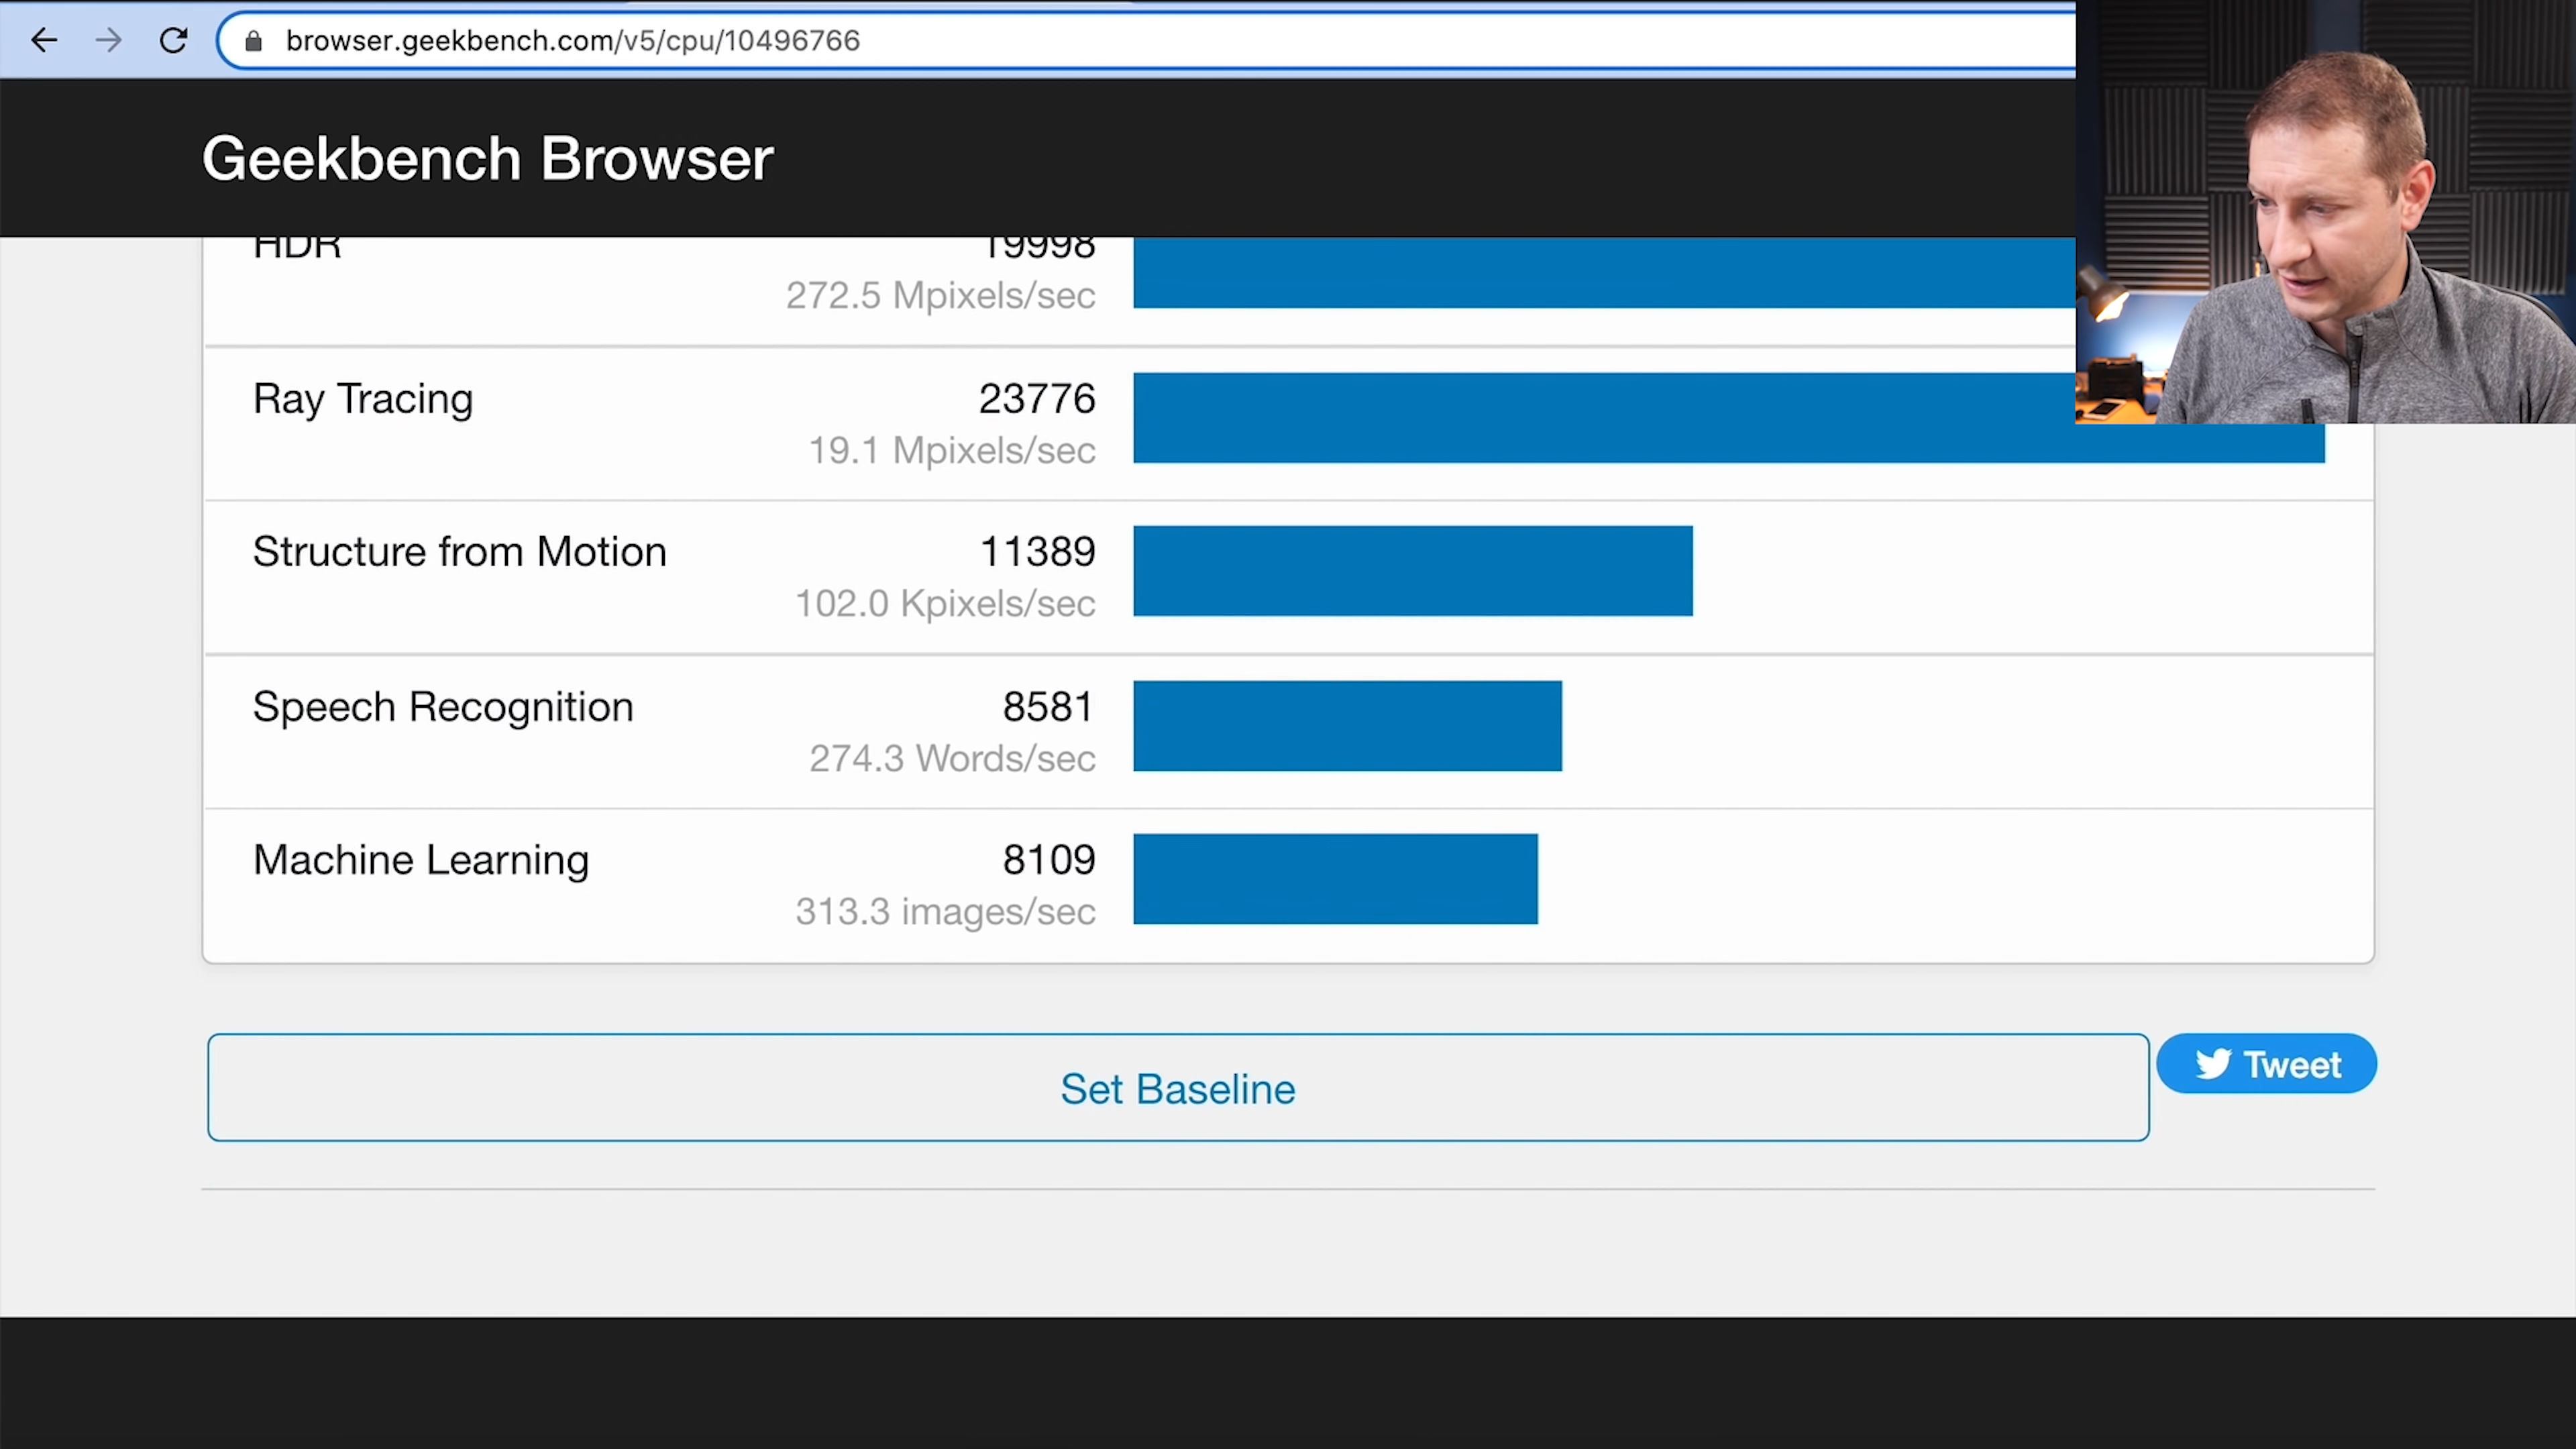 browser.geekbench.com/v5/cpu/10496766
Geekbench Browser
HDR 19998
272.5 Mpixels/sec
Ray Tracing 23776
19.1 Mpixels/sec
Structure from Motion 11389
102.0 Kpixels/sec
Speech Recognition 8581
274.3 Words/sec
Machine Learning 8109
313.3 images/sec
Set Baseline
Tweet